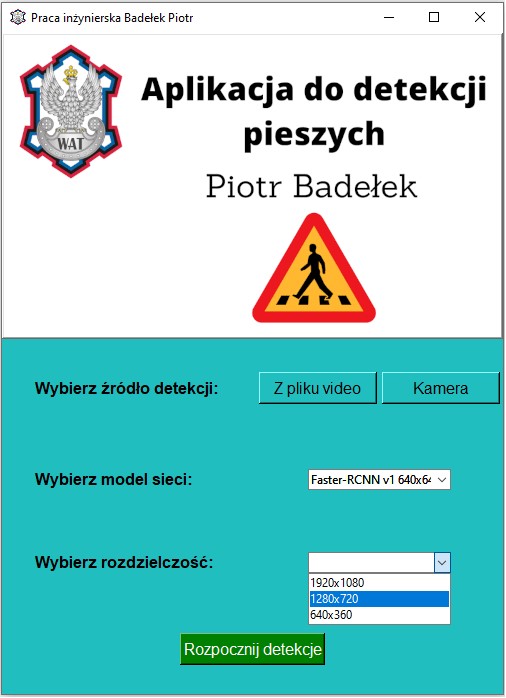 Praca inżynierska Badełek Piotr
WAT
Aplikacja do detekcji
pieszych
Piotr Badełek
Wybierz źródło detekcji:
Z pliku video
Kamera
Wybierz model sieci:
Faster-RCNN v1 640x64
Wybierz rozdzielczość:
1920x1080
1280x720
640x360
Rozpocznij detekcje